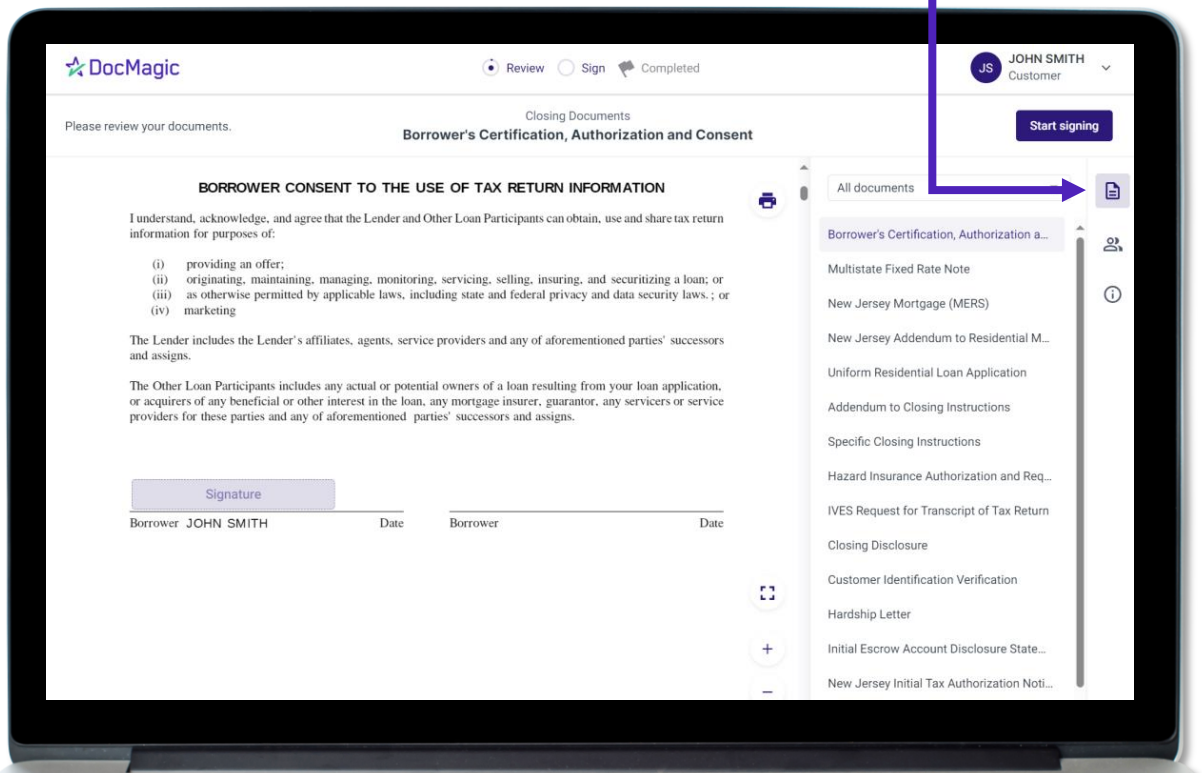 DocMagic
Review Sign Completed
JS JOHN SMITH
Customer
Please review your documents.
Closing Documents
Borrower's Certification, Authorization and Consent
Start signing
BORROWER CONSENT TO THE USE OF TAX RETURN INFORMATION
I understand, acknowledge, and agree that the Lender and Other Loan Participants can obtain, use and share tax return
information for purposes of:
(i) providing an offer;
(ii) originating, maintaining, managing, monitoring, servicing, selling, insuring, and securitizing a loan; or
(iii) as otherwise permitted by applicable laws, including state and federal privacy and data security laws. ; or
(iv) marketing
The Lender includes the Lender's affiliates, agents, service providers and any of aforementioned parties' successors
and assigns.
The Other Loan Participants includes any actual or potential owners of a loan resulting from your loan application,
or acquirers of any beneficial or other interest in the loan, any mortgage insurer, guarantor, any servicers or service
providers for these parties and any of aforementioned parties' successors and assigns.
Signature
Borrower JOHN SMITH Date Borrower Date
All documents
Borrower's Certification, Authorization a...
Multistate Fixed Rate Note
New Jersey Mortgage (MERS)
New Jersey Addendum to Residential M...
Uniform Residential Loan Application
Addendum to Closing Instructions
Specific Closing Instructions
Hazard Insurance Authorization and Req...
IVES Request for Transcript of Tax Return
Closing Disclosure
Customer Identification Verification
Hardship Letter
Initial Escrow Account Disclosure State...
New Jersey Initial Tax Authorization Noti...